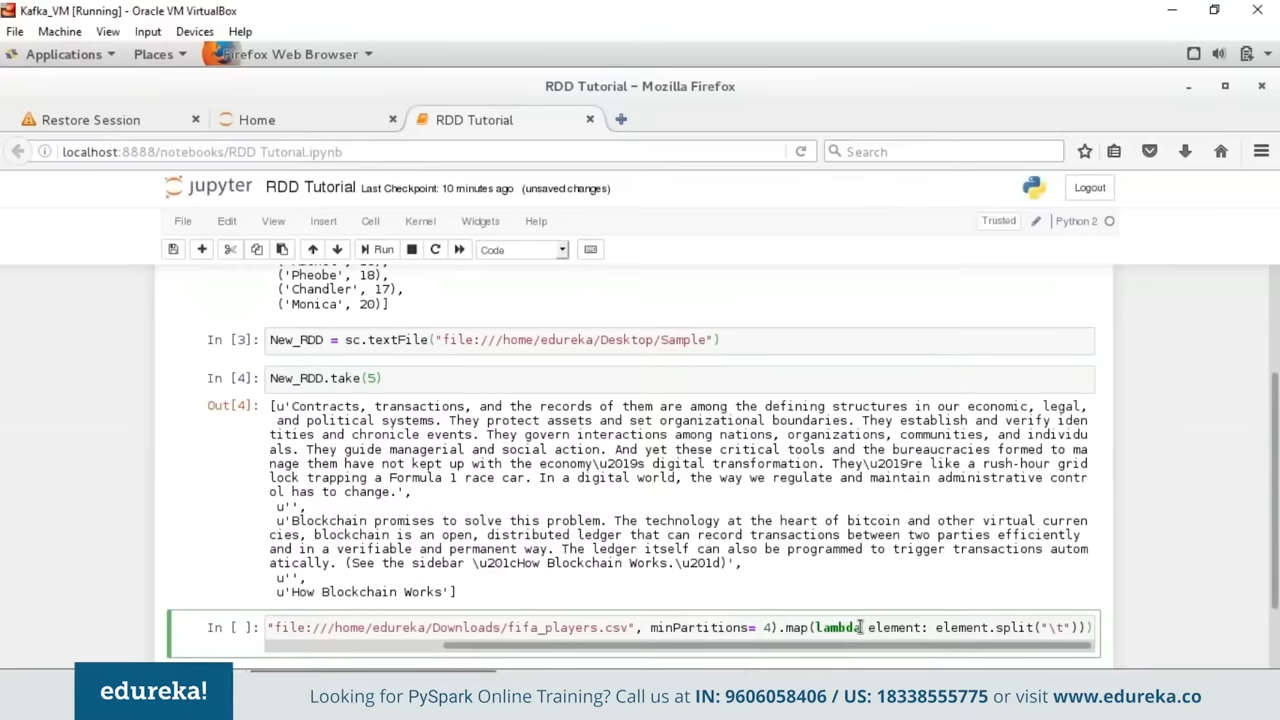 Kafka_VM [Running] - Oracle VM VirtualBox
File Machine View Input Devices Help
Applications Places Firefox Web Browser
RDD Tutorial - Mozilla Firefox
Restore Session Home RDD Tutorial
localhost:8888/notebooks/RDD Tutorial.ipynb Search
jupyter RDD Tutorial Last Checkpoint: 10 minutes ago (unsaved changes) Logout
File Edit View Insert Cell Kernel Widgets Help Trusted Python 2
Run Code
('Pheobe', 18),
('Chandler', 17),
('Monica', 20)]
In [3]: New_RDD = sc.textFile("file:///home/edureka/Desktop/Sample")
In [4]: New_RDD.take(5)
Out[4]: [u'Contracts, transactions, and the records of them are among the defining structures in our economic, legal,
and political systems. They protect assets and set organizational boundaries. They establish and verify iden
tities and chronicle events. They govern interactions among nations, organizations, communities, and individu
als. They guide managerial and social action. And yet these critical tools and the bureaucracies formed to ma
nage them have not kept up with the economy\u2019s digital transformation. They\u2019re like a rush-hour grid
lock trapping a Formula 1 race car. In a digital world, the way we regulate and maintain administrative contr
ol has to change.',
u'',
u'Blockchain promises to solve this problem. The technology at the heart of bitcoin and other virtual curren
cies, blockchain is an open, distributed ledger that can record transactions between two parties efficiently
and in a verifiable and permanent way. The ledger itself can also be programmed to trigger transactions autom
atically. (See the sidebar \u201cHow Blockchain Works.\u201d)',
u'',
u'How Blockchain Works']
In [ ]: "file:///home/edureka/Downloads/fifa_players.csv", minPartitions= 4).map(lambda element: element.split("\t"))
edureka! Looking for PySpark Online Training? Call us at IN: 9606058406 / US: 18338555775 or visit www.edureka.co